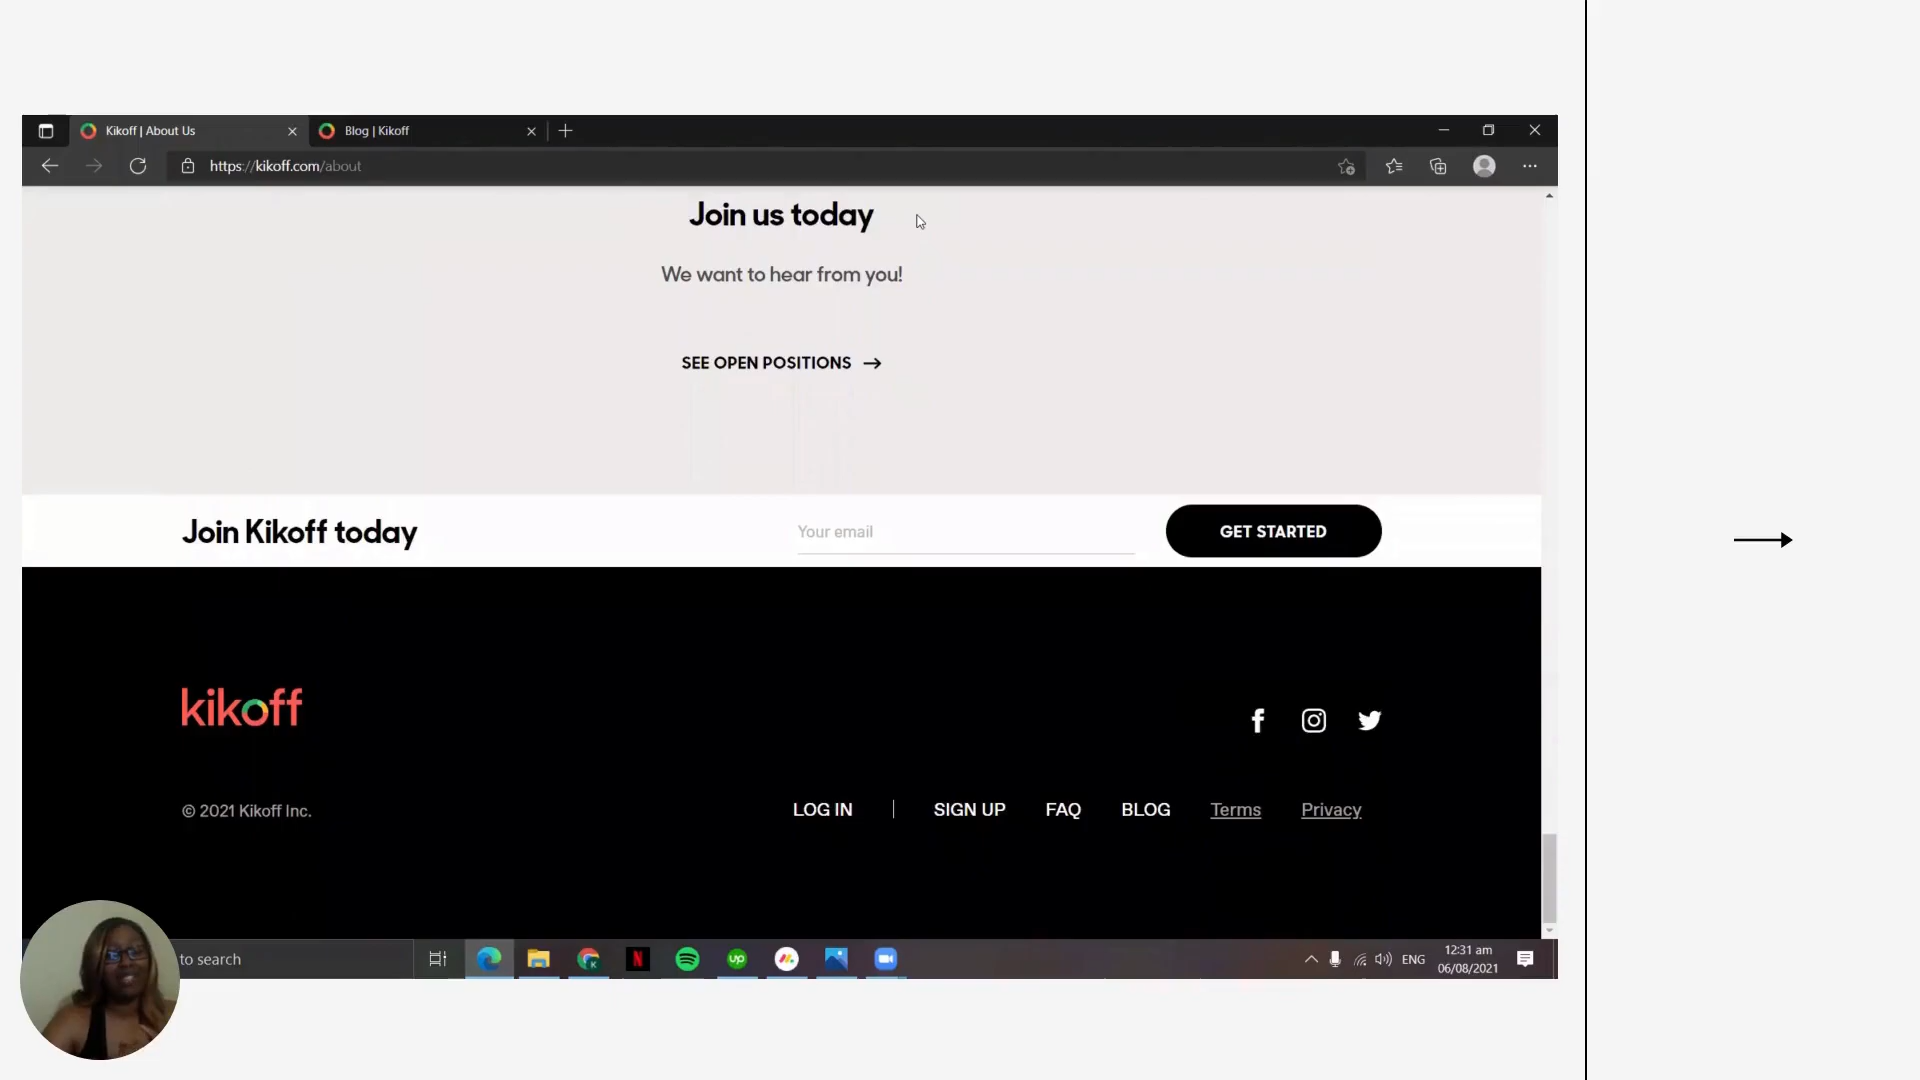 Kikoff | About Us
Blog | Kikoff
https://kikoff.com/about
Join us today
We want to hear from you!
SEE OPEN POSITIONS
Join Kikoff today
Your email
GET STARTED
kikoff
© 2021 Kikoff Inc.
LOG IN | SIGN UP FAQ BLOG Terms Privacy
to search
N
up
ENG
12:31 am
06/08/2021